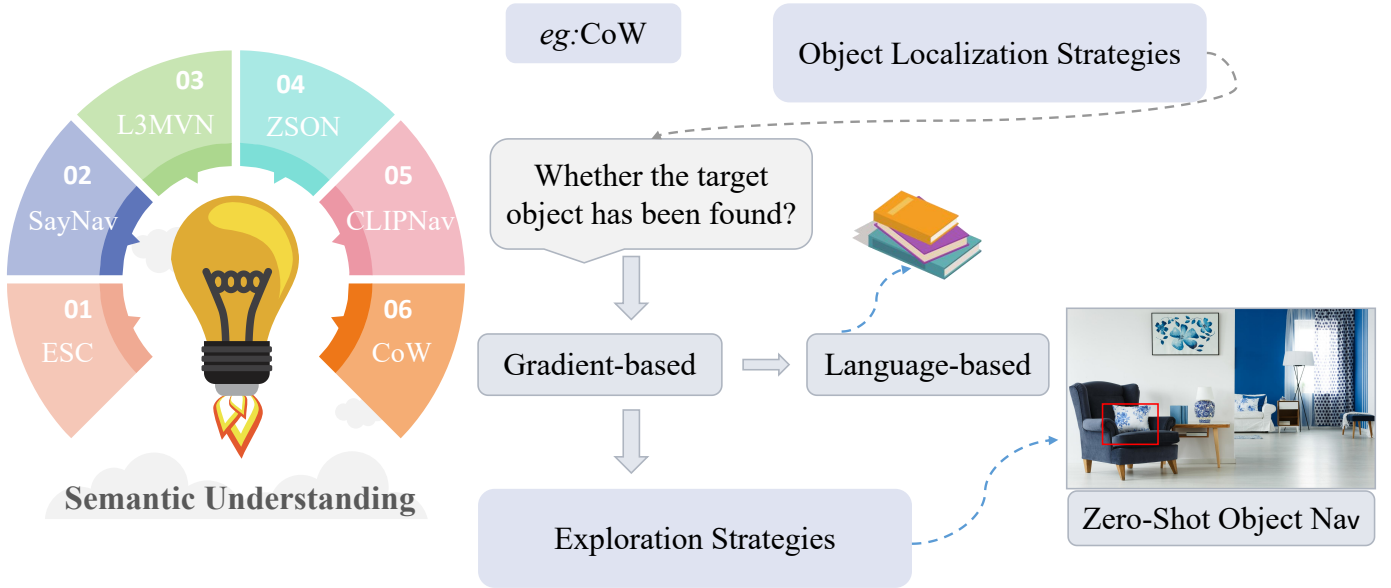 03
L3MVN
04
ZSON
02
SayNav
05
CLIPNav
01
ESC
06
CoW
Semantic Understanding
eg:CoW
Object Localization Strategies
Whether the target
object has been found?
Gradient-based
Language-based
Exploration Strategies
Zero-Shot Object Nav